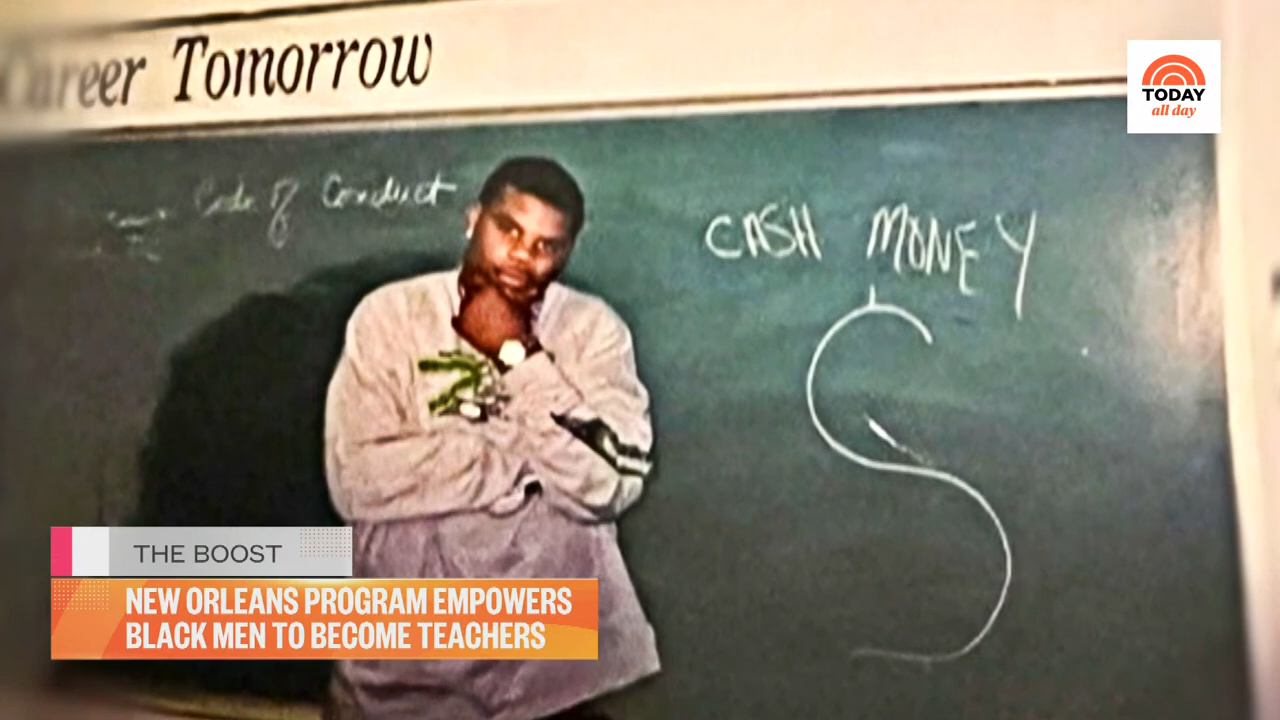 Career Tomorrow
TODAY
all day
Code of Conduct
CASH MONEY
S
THE BOOST
NEW ORLEANS PROGRAM EMPOWERS
BLACK MEN TO BECOME TEACHERS